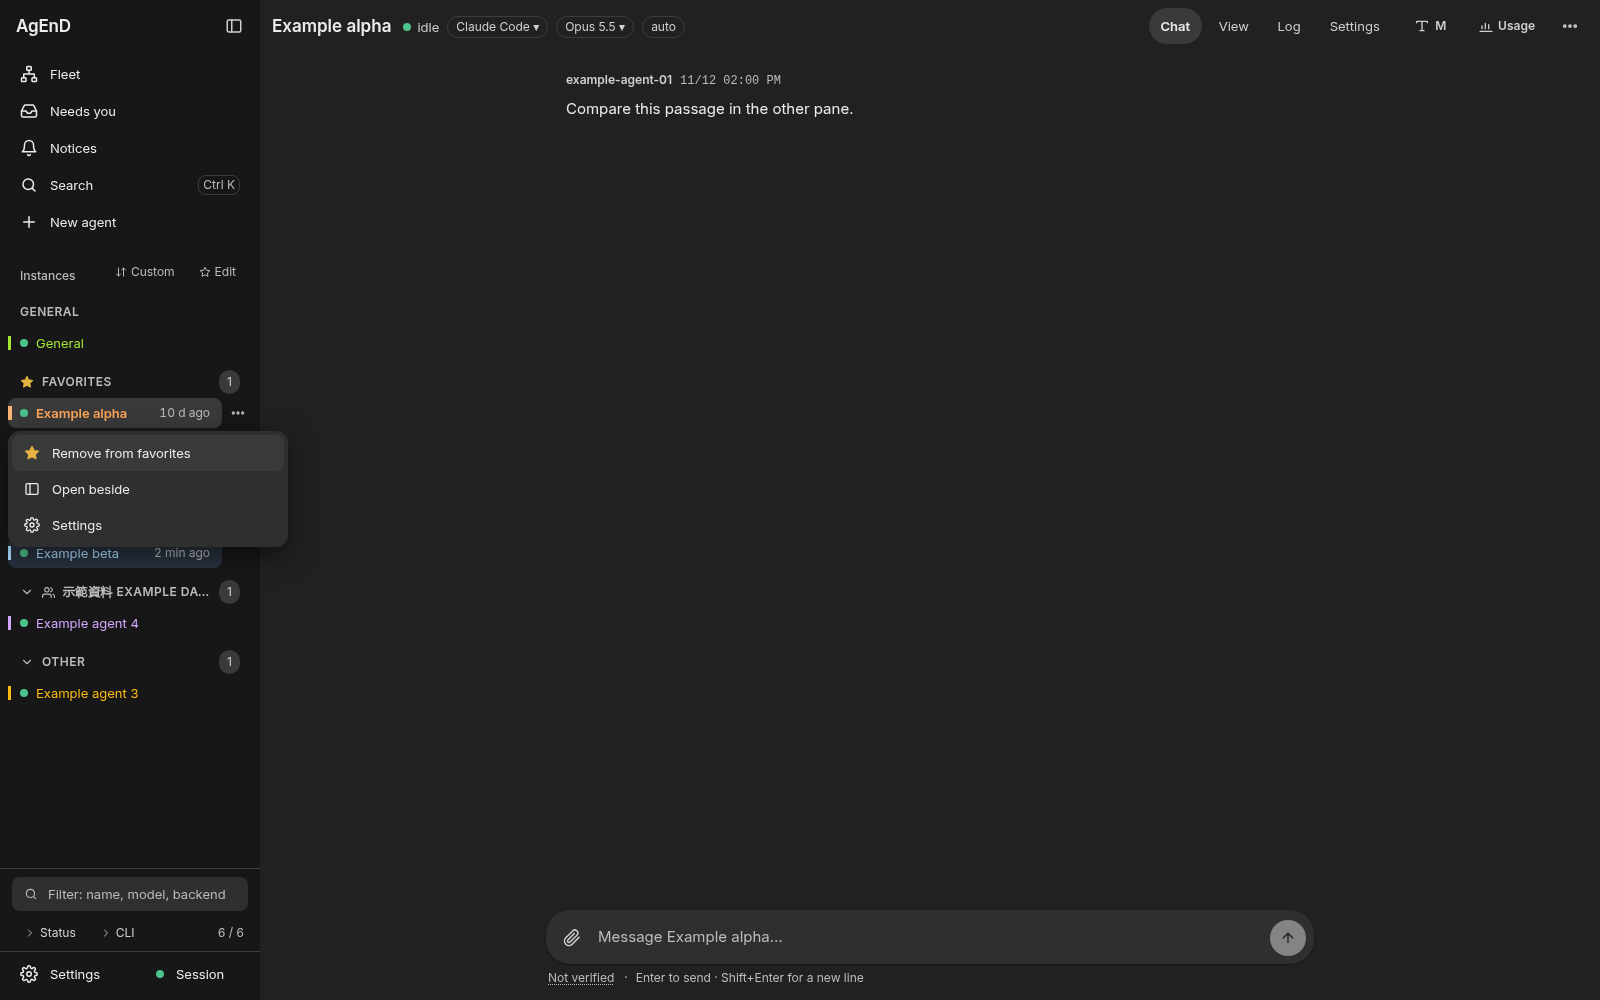 AgEnD
Fleet
Needs you
Notices
Search
Ctrl K
New agent
Instances
Custom
Edit
GENERAL
General
FAVORITES
1
Example alpha
10 d ago
•••
Remove from favorites
Open beside
Settings
Example beta
2 min ago
示範資料 EXAMPLE DA...
1
Example agent 4
OTHER
1
Example agent 3
Filter: name, model, backend
Status
CLI
6 / 6
Settings
Session
Example alpha
idle
Claude Code ▾
Opus 5.5 ▾
auto
Chat
View
Log
Settings
T M
Usage
•••
example-agent-01 11/12 02:00 PM
Compare this passage in the other pane.
Message Example alpha...
Not verified · Enter to send · Shift+Enter for a new line